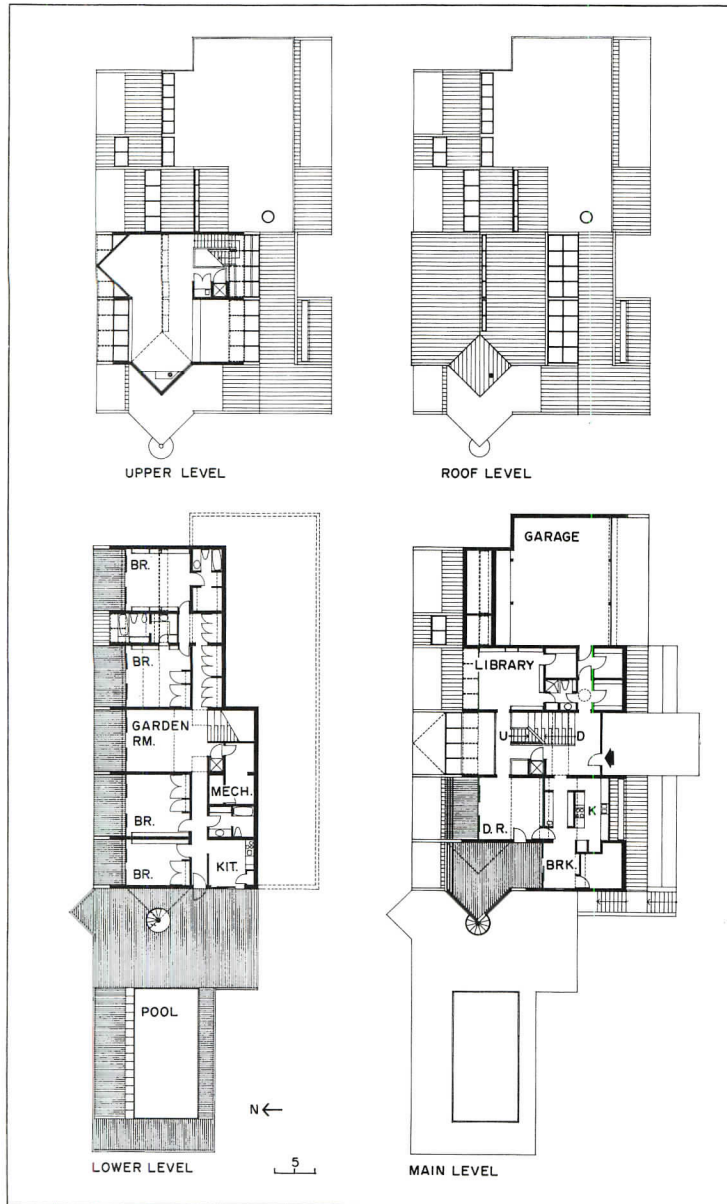 UPPER LEVEL
ROOF LEVEL
BR.
BR.
GARDEN
RM.
MECH.
BR.
BR.
KIT.
POOL
N
LOWER LEVEL
5
GARAGE
LIBRARY
U
D
D.R.
K
BRK.
MAIN LEVEL